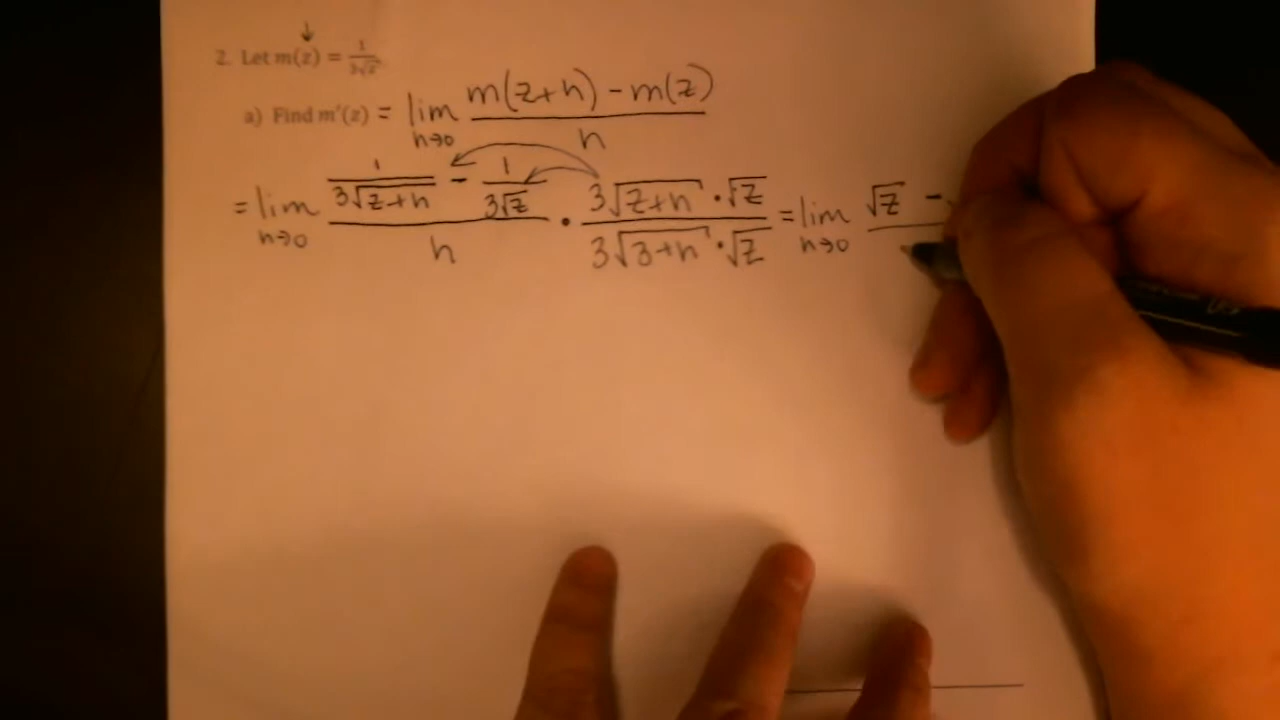 2. Let m(z) = 1/(3√z)
a) Find m'(z) = lim h→0 (m(z+h) - m(z))/h
= lim h→0 (1/(3√(z+h)) - 1/(3√z))/h · (3√(z+h) · √z)/(3√(3+h) · √z) = lim h→0 √z -